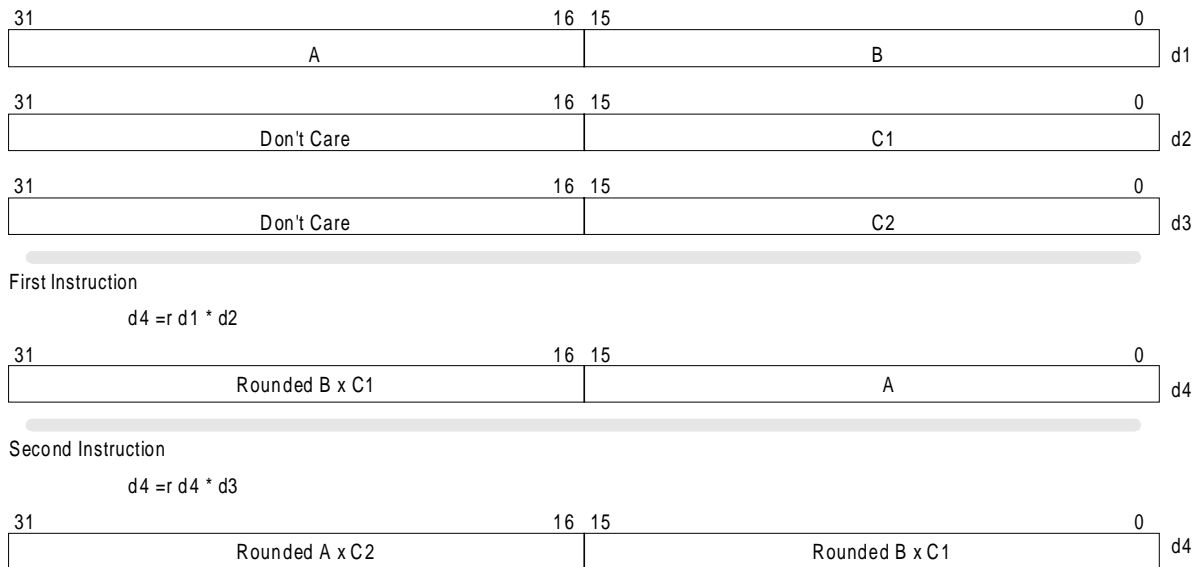 31 16 15 0
A B d1
31 16 15 0
Don't Care C1 d2
31 16 15 0
Don't Care C2 d3
First Instruction
d4 =r d1 * d2
31 16 15 0
Rounded B x C1 A d4
Second Instruction
d4 =r d4 * d3
31 16 15 0
Rounded A x C2 Rounded B x C1 d4